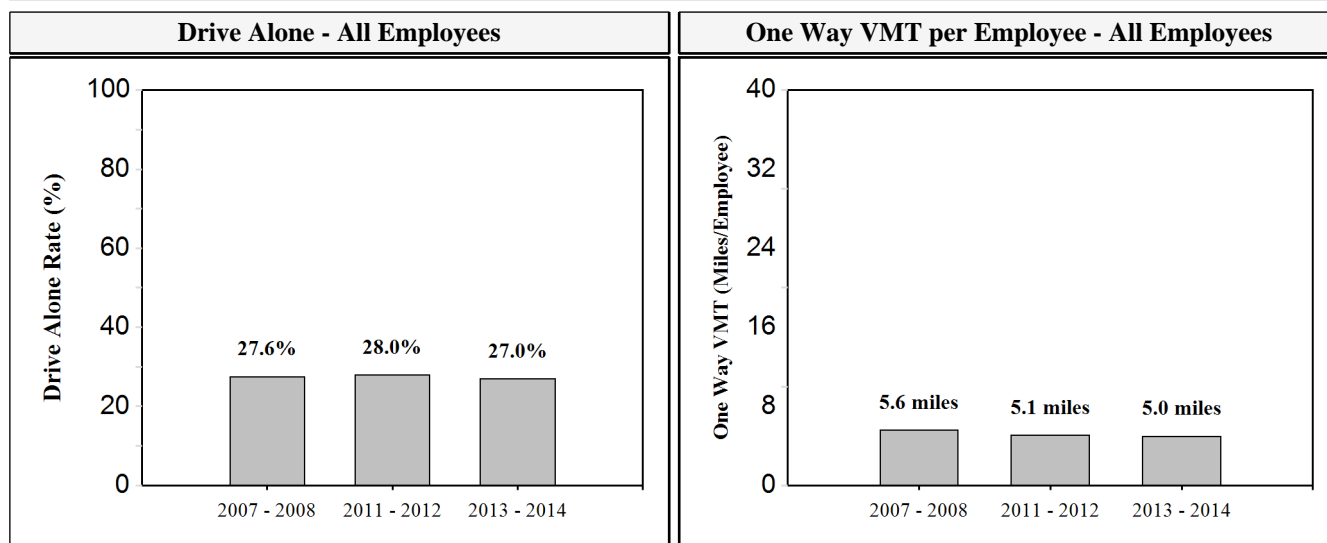 Drive Alone - All Employees
One Way VMT per Employee - All Employees
Drive Alone Rate (%)
100
80
60
40
20
0
27.6%
28.0%
27.0%
2007 - 2008
2011 - 2012
2013 - 2014
One Way VMT (Miles/Employee)
40
32
24
16
8
0
5.6 miles
5.1 miles
5.0 miles
2007 - 2008
2011 - 2012
2013 - 2014